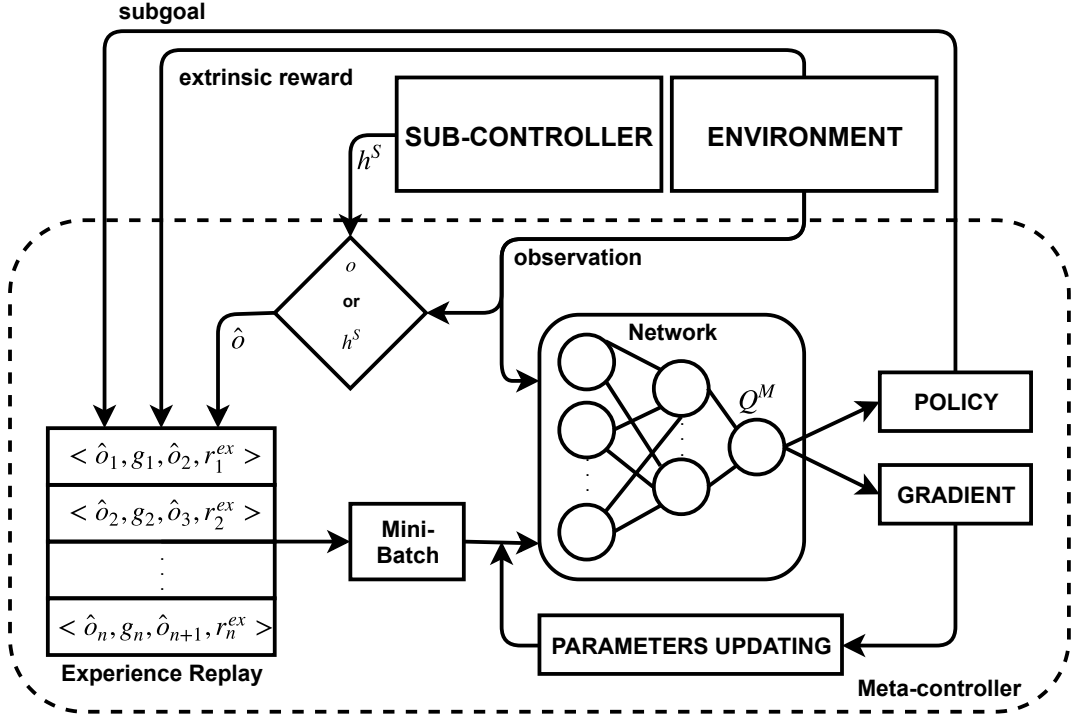 subgoal
extrinsic reward
SUB-CONTROLLER
ENVIRONMENT
h^S
o
or
h^S
observation
ô
Network
Q^M
POLICY
GRADIENT
< ô_1, g_1, ô_2, r_1^{ex} >
< ô_2, g_2, ô_3, r_2^{ex} >
< ô_n, g_n, ô_{n+1}, r_n^{ex} >
Experience Replay
Mini-
Batch
PARAMETERS UPDATING
Meta-controller